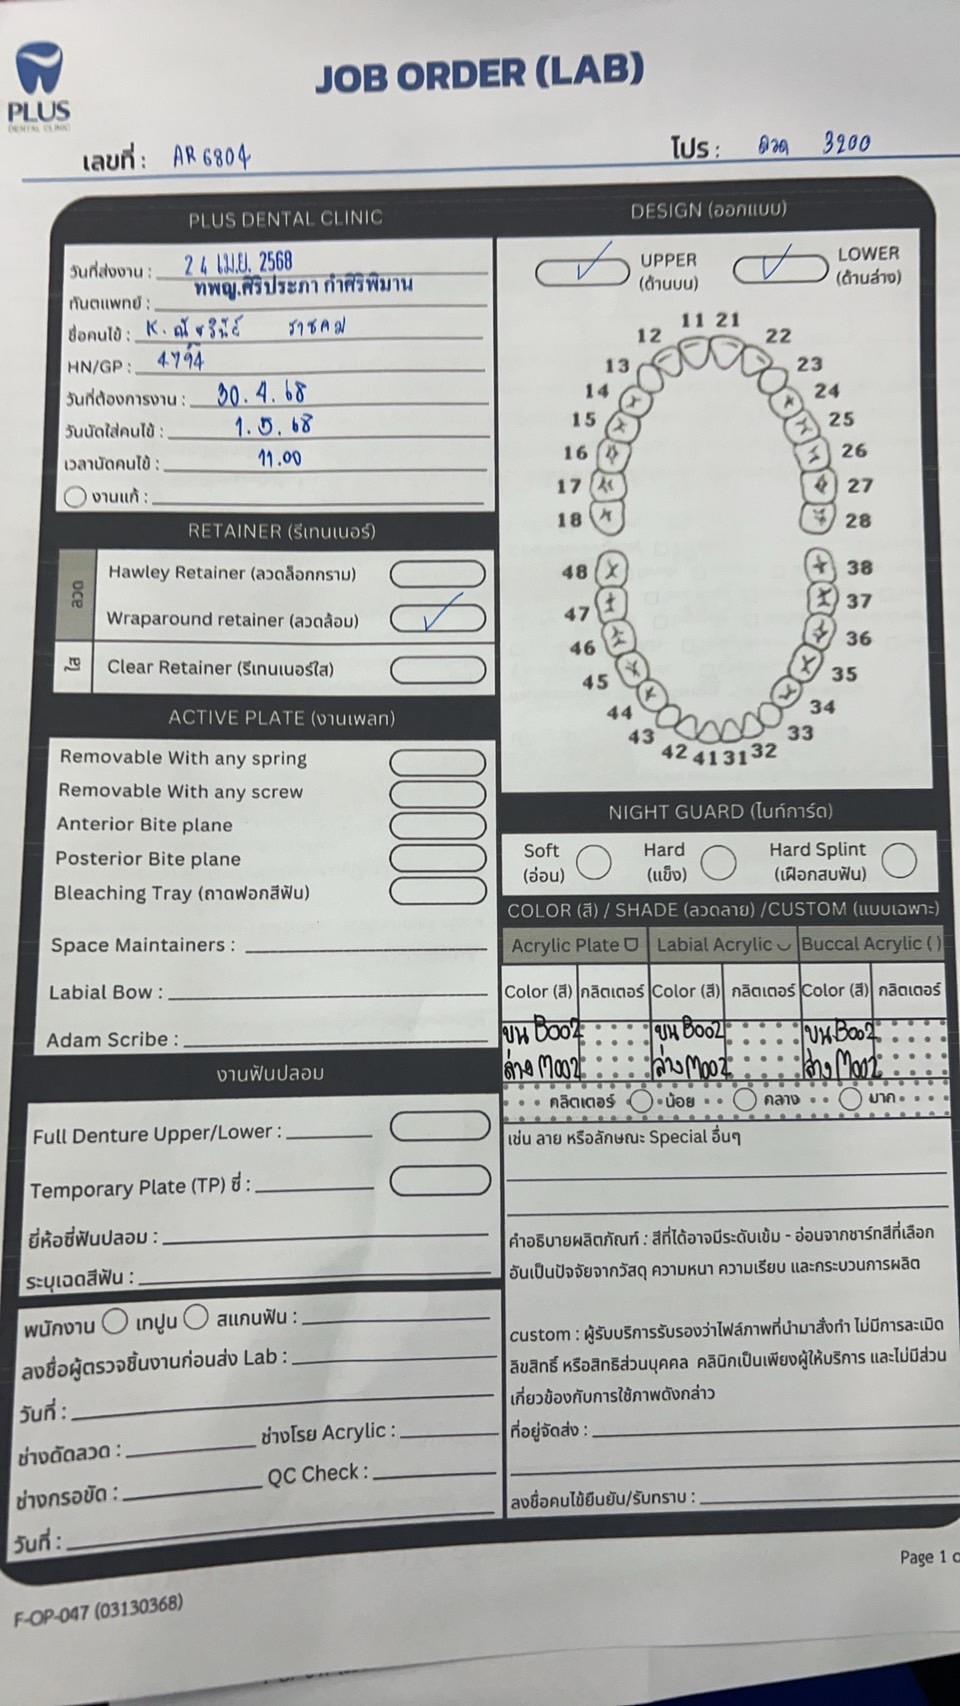 PLUS
DENTAL CLINIC
JOB ORDER (LAB)
เลขที่ : AR 6804
โปร : ลวด 3200
PLUS DENTAL CLINIC
วันที่ส่งงาน : 24 เม.ย. 2568
ทันตแพทย์ : ทพญ.ศิริประภา กำศิริพิมาน
ชื่อคนไข้ : K.
HN/GP : 4794
วันที่ต้องการงาน : 30.4.68
วันนัดใส่คนไข้ : 1.5.68
เวลานัดคนไข้ : 11.00
งานแก้ :
RETAINER (รีเทนเนอร์)
ลวด
Hawley Retainer (ลวดล็อกกราม)
Wraparound retainer (ลวดล้อม)
ใส
Clear Retainer (รีเทนเนอร์ใส)
ACTIVE PLATE (งานเพลท)
Removable With any spring
Removable With any screw
Anterior Bite plane
Posterior Bite plane
Bleaching Tray (ถาดฟอกสีฟัน)
Space Maintainers :
Labial Bow :
Adam Scribe :
งานฟันปลอม
Full Denture Upper/Lower :
Temporary Plate (TP) ซี่ :
ยี่ห้อซี่ฟันปลอม :
ระบุเฉดสีฟัน :
พนักงาน เทปูน สแกนฟัน :
ลงชื่อผู้ตรวจชิ้นงานก่อนส่ง Lab :
วันที่ :
ช่างดัดลวด : ช่างโรย Acrylic :
ช่างกรอขัด : QC Check :
วันที่ :
DESIGN (ออกแบบ)
UPPER
(ด้านบน)
LOWER
(ด้านล่าง)
11 21
12 22
13 23
14 24
15 25
16 26
17 27
18 28
48 38
47 37
46 36
45 35
44 34
43 33
42 41 31 32
NIGHT GUARD (ไนท์การ์ด)
Soft
(อ่อน)
Hard
(แข็ง)
Hard Splint
(เฝือกสบฟัน)
COLOR (สี) / SHADE (ลวดลาย) /CUSTOM (แบบเฉพาะ)
Acrylic Plate Labial Acrylic Buccal Acrylic ( )
Color (สี) กลิตเตอร์ Color (สี) กลิตเตอร์ Color (สี) กลิตเตอร์
บน B002 บน B002 บน B002
ล่าง M002 ล่าง M002 ล่าง M002
กลิตเตอร์ น้อย กลาง มาก
เช่น ลาย หรือลักษณะ Special อื่นๆ
คำอธิบายผลิตภัณฑ์ : สีที่ได้อาจมีระดับเข้ม - อ่อนจากชาร์ทสีที่เลือก
อันเป็นปัจจัยจากวัสดุ ความหนา ความเรียบ และกระบวนการผลิต
custom : ผู้รับบริการรับรองว่าไฟล์ภาพที่นำมาสั่งทำ ไม่มีการละเมิด
ลิขสิทธิ์ หรือสิทธิส่วนบุคคล คลินิกเป็นเพียงผู้ให้บริการ และไม่มีส่วน
เกี่ยวข้องกับการใช้ภาพดังกล่าว
ที่อยู่จัดส่ง :
ลงชื่อคนไข้ยืนยัน/รับทราบ :
Page 1 o
F-OP-047 (03130368)